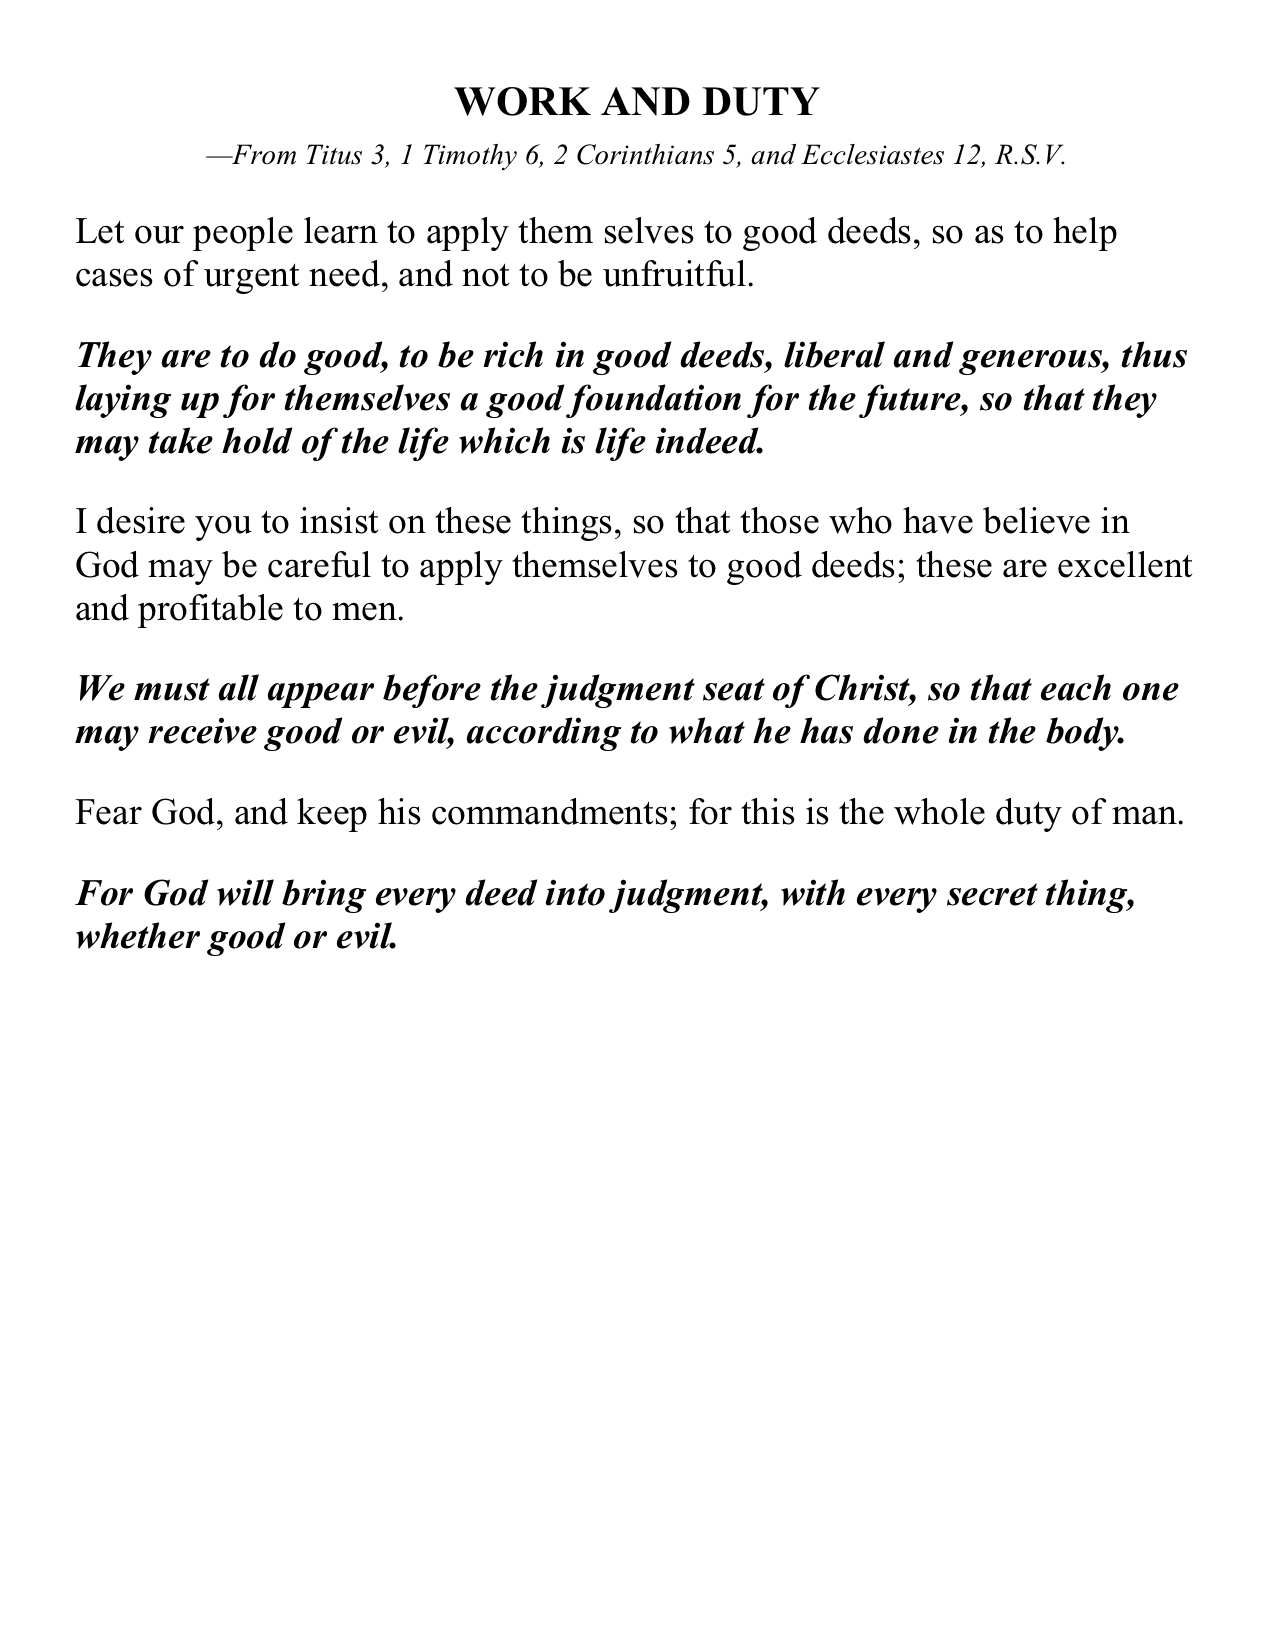 WORK AND DUTY
—From Titus 3, 1 Timothy 6, 2 Corinthians 5, and Ecclesiastes 12, R.S.V.
Let our people learn to apply them selves to good deeds, so as to help
cases of urgent need, and not to be unfruitful.
They are to do good, to be rich in good deeds, liberal and generous, thus
laying up for themselves a good foundation for the future, so that they
may take hold of the life which is life indeed.
I desire you to insist on these things, so that those who have believe in
God may be careful to apply themselves to good deeds; these are excellent
and profitable to men.
We must all appear before the judgment seat of Christ, so that each one
may receive good or evil, according to what he has done in the body.
Fear God, and keep his commandments; for this is the whole duty of man.
For God will bring every deed into judgment, with every secret thing,
whether good or evil.